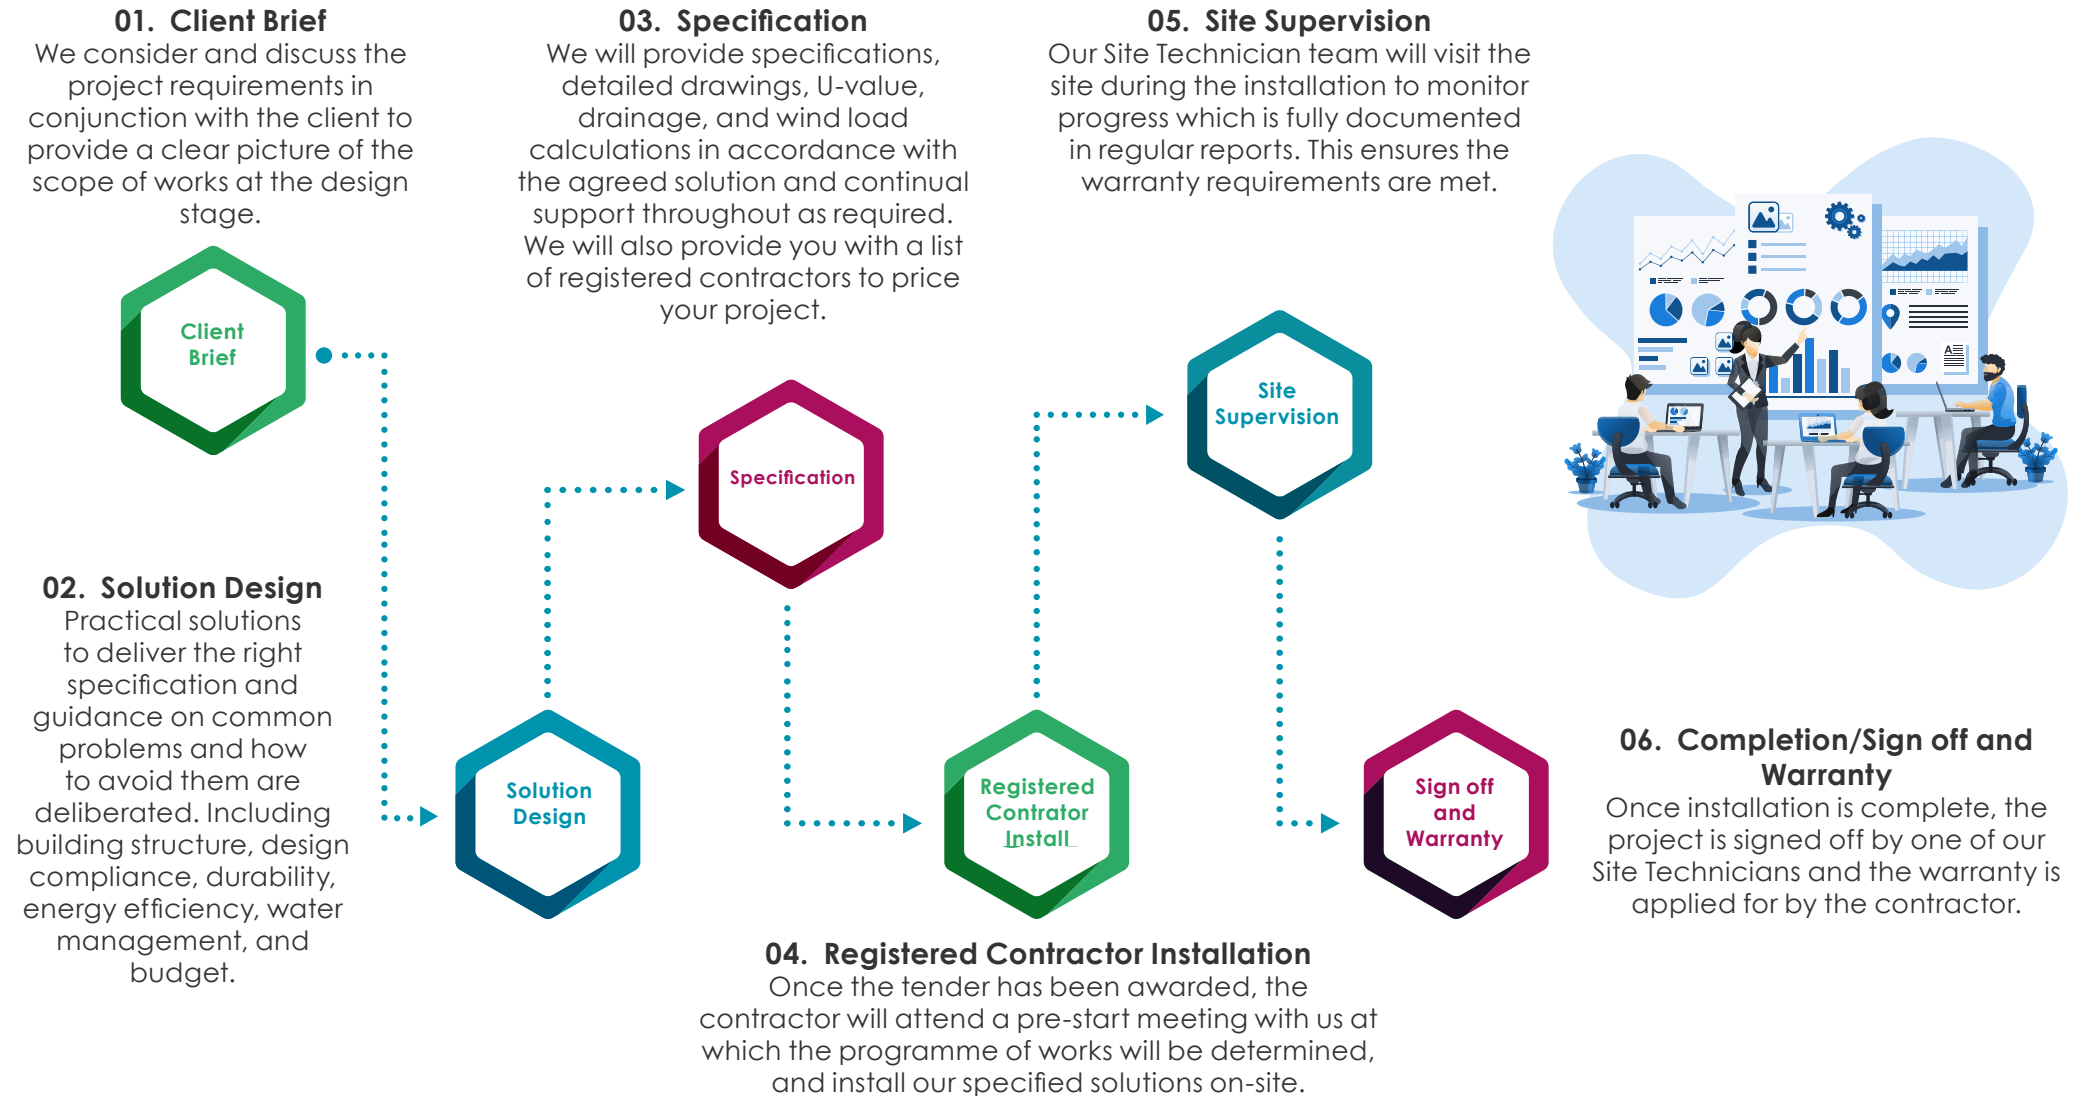 01.  Client Brief
We consider and discuss the
project requirements in
conjunction with the client to
provide a clear picture of the
scope of works at the design
stage.
Client
Brief
02.  Solution Design
Practical solutions
to deliver the right
specification and
guidance on common
problems and how
to avoid them are
deliberated. Including
building structure, design
compliance, durability,
energy efficiency, water
management, and
budget.
Solution
Design
03.  Specification
We will provide specifications,
detailed drawings, U-value,
drainage, and wind load
calculations in accordance with
the agreed solution and continual
support throughout as required.
We will also provide you with a list
of registered contractors to price
your project.
Specification
Registered
Contrator
Install
04.  Registered Contractor Installation
Once the tender has been awarded, the
contractor will attend a pre-start meeting with us at
which the programme of works will be determined,
and install our specified solutions on-site.
05.  Site Supervision
Our Site Technician team will visit the
site during the installation to monitor
progress which is fully documented
in regular reports. This ensures the
warranty requirements are met.
Site
Supervision
Sign off
and
Warranty
06.  Completion/Sign off and
Warranty
Once installation is complete, the
project is signed off by one of our
Site Technicians and the warranty is
applied for by the contractor.
A